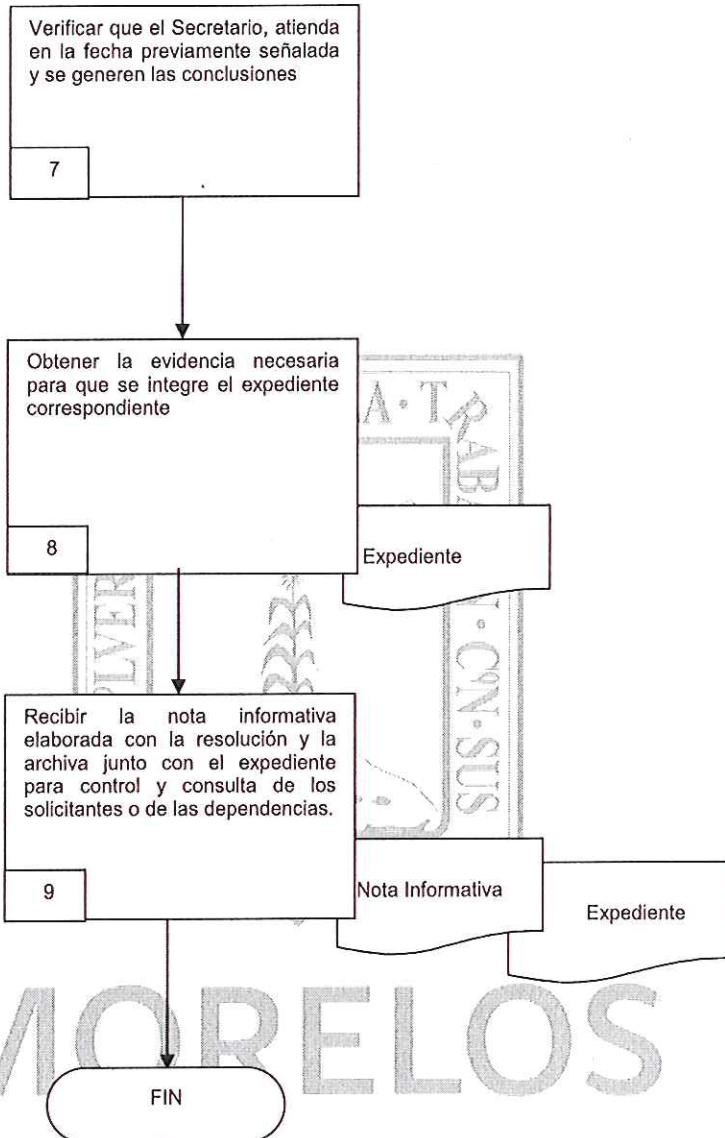 Verificar que el Secretario, atienda
en la fecha previamente señalada
y se generen las conclusiones
7
Obtener la evidencia necesaria
para que se integre el expediente
correspondiente
8
Expediente
Recibir la nota informativa
elaborada con la resolución y la
archiva junto con el expediente
para control y consulta de los
solicitantes o de las dependencias.
9
Nota Informativa
Expediente
FIN
MORELOS